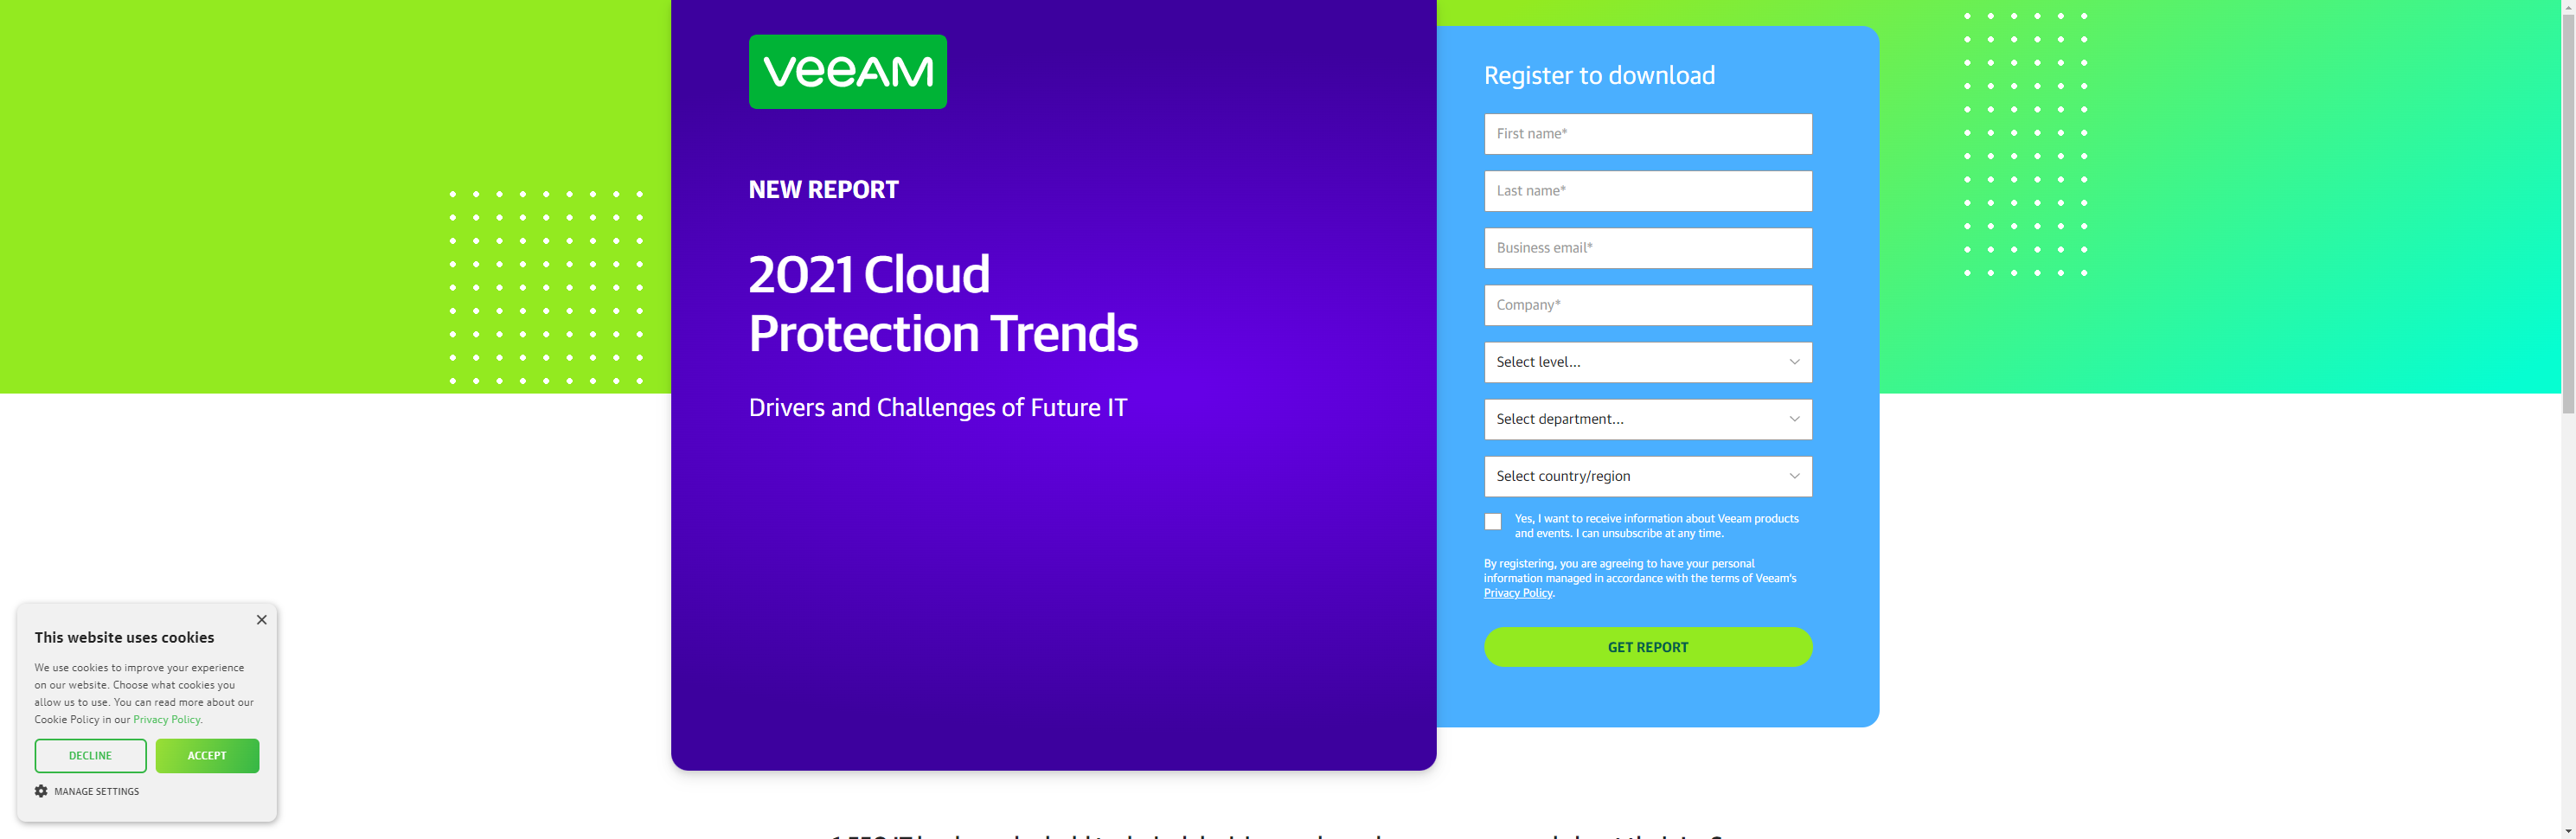 veeAM
NEW REPORT
2021 Cloud
Protection Trends
Drivers and Challenges of Future IT
Register to download
First name*
Last name*
Business email*
Company*
Select level...
Select department...
Select country/region
Yes, I want to receive information about Veeam products
and events. I can unsubscribe at any time.
By registering, you are agreeing to have your personal
information managed in accordance with the terms of Veeam's
Privacy Policy.
GET REPORT
This website uses cookies
We use cookies to improve your experience
on our website. Choose what cookies you
allow us to use. You can read more about our
Cookie Policy in our Privacy Policy.
DECLINE
ACCEPT
MANAGE SETTINGS